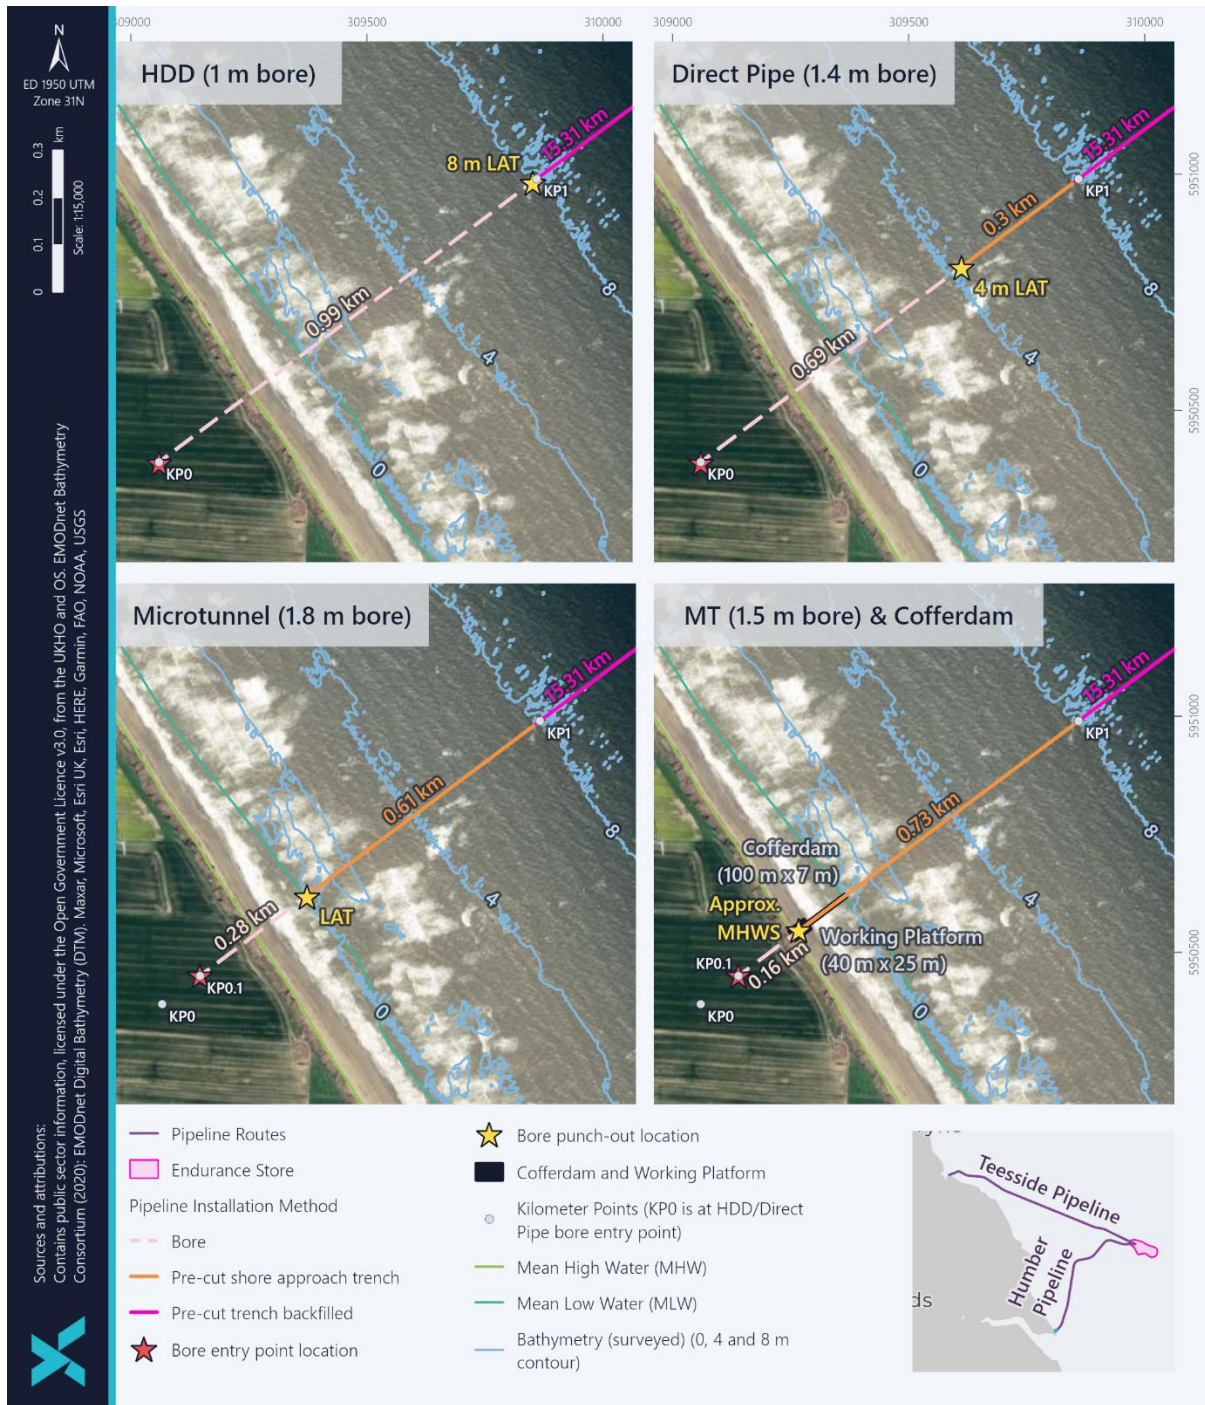 309000
309500
310000
309000
309500
310000
N
ED 1950 UTM
Zone 31N
km
0.3
0.2
0.1
0
Scale: 1:15,000
HDD (1 m bore)
8 m LAT
15.31 km
KP1
0.99 km
KP0
0
4
8
Direct Pipe (1.4 m bore)
15.31 km
KP1
0.3 km
4 m LAT
0.69 km
KP0
0
4
8
5951000
5950500
Microtunnel (1.8 m bore)
15.31 km
KP1
0.61 km
LAT
0.28 km
KP0.1
KP0
0
4
8
MT (1.5 m bore) & Cofferdam
15.31 km
KP1
0.73 km
Cofferdam
(100 m x 7 m)
Approx.
MHWS
Working Platform
(40 m x 25 m)
0.16 km
KP0.1
KP0
0
4
8
5951000
5950500
Sources and attributions:
Contains public sector information, licensed under the Open Government Licence v3.0, from the UKHO and OS. EMODnet Bathymetry
Consortium (2020): EMODnet Digital Bathymetry (DTM). Maxar, Microsoft, Esri UK, Esri, HERE, Garmin, FAO, NOAA, USGS
Pipeline Routes
Endurance Store
Pipeline Installation Method
Bore
Pre-cut shore approach trench
Pre-cut trench backfilled
Bore entry point location
Bore punch-out location
Cofferdam and Working Platform
Kilometer Points (KP0 is at HDD/Direct
Pipe bore entry point)
Mean High Water (MHW)
Mean Low Water (MLW)
Bathymetry (surveyed) (0, 4 and 8 m
contour)
Teesside Pipeline
Humber
Pipeline
ds